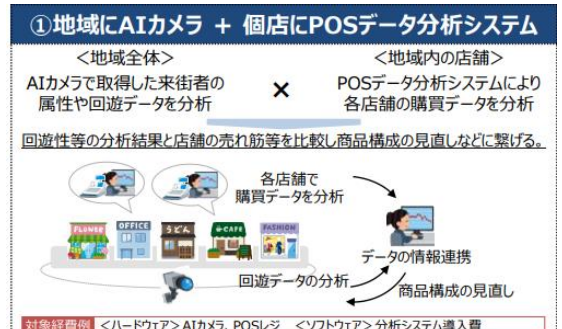 ①地域にAIカメラ + 個店にPOSデータ分析システム
＜地域全体＞
AIカメラで取得した来街者の
属性や回遊データを分析
×
＜地域内の店舗＞
POSデータ分析システムにより
各店舗の購買データを分析
回遊性等の分析結果と店舗の売れ筋等を比較し商品構成の見直しなどに繋げる。
各店舗で
購買データを分析
FLOWER
OFFICE
うどん
CAFE
FASHION
データの情報連携
回遊データの分析
商品構成の見直し
対象経費例 ＜ハードウェア＞AIカメラ、POSレジ ＜ソフトウェア＞分析システム導入費